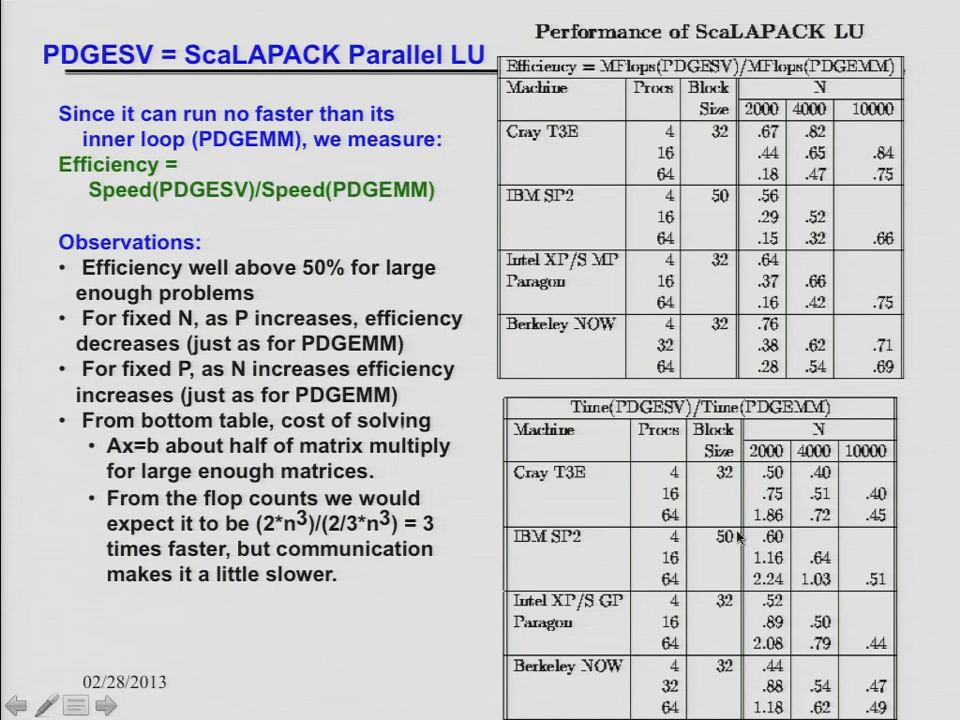 PDGESV = ScaLAPACK Parallel LU
Since it can run no faster than its
inner loop (PDGEMM), we measure:
Efficiency =
Speed(PDGESV)/Speed(PDGEMM)
Observations:
• Efficiency well above 50% for large
enough problems
• For fixed N, as P increases, efficiency
decreases (just as for PDGEMM)
• For fixed P, as N increases efficiency
increases (just as for PDGEMM)
• From bottom table, cost of solving
• Ax=b about half of matrix multiply
for large enough matrices.
• From the flop counts we would
expect it to be (2*n3)/(2/3*n3) = 3
times faster, but communication
makes it a little slower.
02/28/2013
Performance of ScaLAPACK LU
Efficiency = MFlops(PDGESV)/MFlops(PDGEMM)
Machine Procs Block N
Size 2000 4000 10000
Cray T3E 4 32 .67 .82
16 .44 .65 .84
64 .18 .47 .75
IBM SP2 4 50 .56
16 .29 .52
64 .15 .32 .66
Intel XP/S MP 4 32 .64
Paragon 16 .37 .66
64 .16 .42 .75
Berkeley NOW 4 32 .76
32 .38 .62 .71
64 .28 .54 .69
Time(PDGESV)/Time(PDGEMM)
Machine Procs Block N
Size 2000 4000 10000
Cray T3E 4 32 .50 .40
16 .75 .51 .40
64 1.86 .72 .45
IBM SP2 4 50 .60
16 1.16 .64
64 2.24 1.03 .51
Intel XP/S GP 4 32 .52
Paragon 16 .89 .50
64 2.08 .79 .44
Berkeley NOW 4 32 .44
32 .88 .54 .47
64 1.18 .62 .49